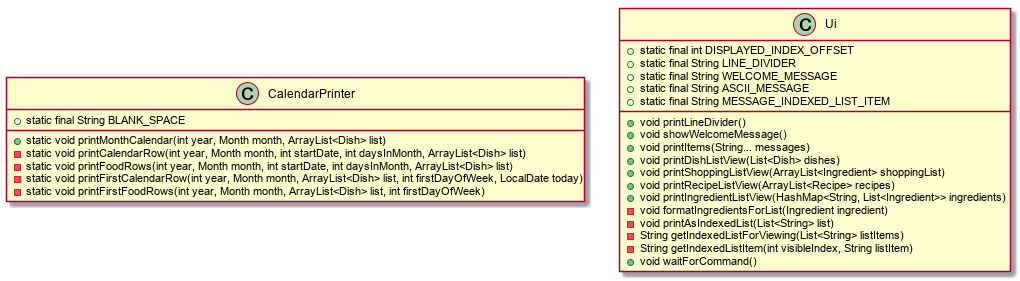 C CalendarPrinter
static final String BLANK_SPACE
static void printMonthCalendar(int year, Month month, ArrayList<Dish> list)
static void printCalendarRow(int year, Month month, int startDate, int daysInMonth, ArrayList<Dish> list)
static void printFoodRows(int year, Month month, int startDate, int daysInMonth, ArrayList<Dish> list)
static void printFirstCalendarRow(int year, Month month, ArrayList<Dish> list, int firstDayOfWeek, LocalDate today)
static void printFirstFoodRows(int year, Month month, ArrayList<Dish> list, int firstDayOfWeek)
C Ui
static final int DISPLAYED_INDEX_OFFSET
static final String LINE_DIVIDER
static final String WELCOME_MESSAGE
static final String ASCII_MESSAGE
static final String MESSAGE_INDEXED_LIST_ITEM
void printLineDivider()
void showWelcomeMessage()
void printItems(String... messages)
void printDishListView(List<Dish> dishes)
void printShoppingListView(ArrayList<Ingredient> shoppingList)
void printRecipeListView(ArrayList<Recipe> recipes)
void printIngredientListView(HashMap<String, List<Ingredient>> ingredients)
void formatIngredientsForList(Ingredient ingredient)
void printAsIndexedList(List<String> list)
String getIndexedListForViewing(List<String> listItems)
String getIndexedListItem(int visibleIndex, String listItem)
void waitForCommand()